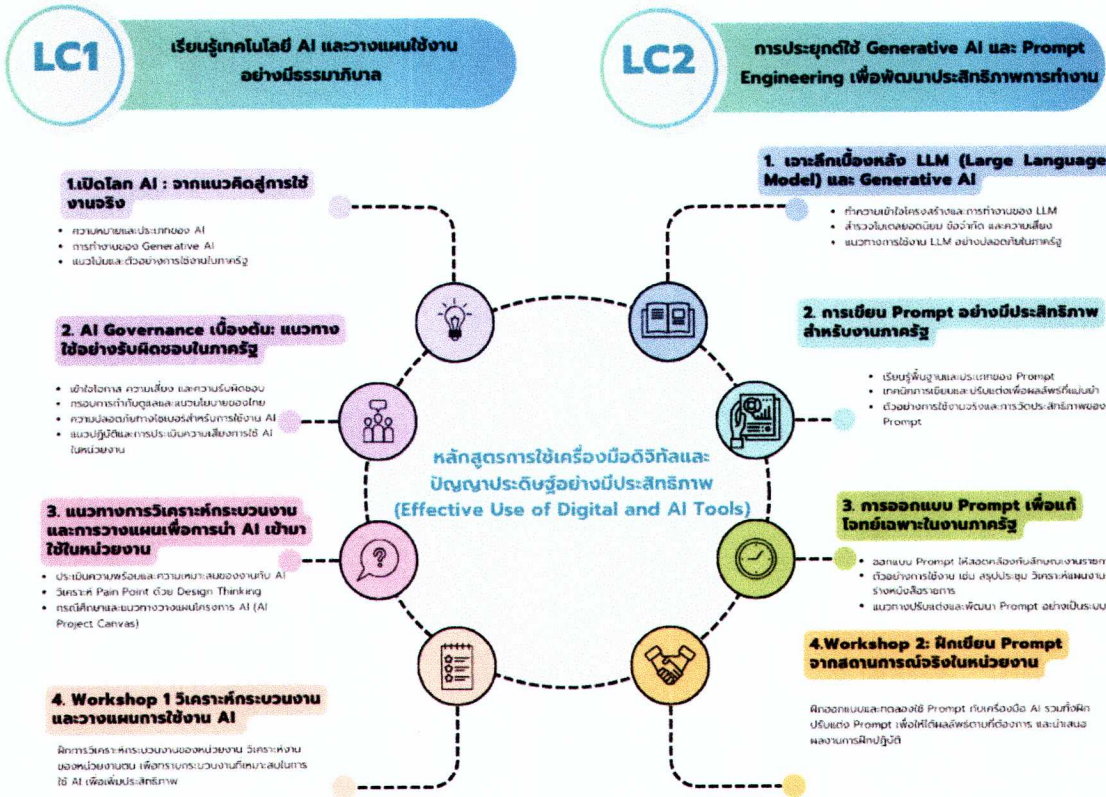 LC1
เรียนรู้เทคโนโลยี AI และวางแผนใช้งาน
อย่างมีธรรมาภิบาล
1.เปิดโลก AI : จากแนวคิดสู่การใช้
งานจริง
• ความหมายและประเภทของ AI
• การทำงานของ Generative AI
• แนวโน้มและตัวอย่างการใช้งานในภาครัฐ
2. AI Governance เบื้องต้น: แนวทาง
ใช้อย่างรับผิดชอบในภาครัฐ
• เข้าใจโอกาส ความเสี่ยง และความรับผิดชอบ
• กรอบการกำกับดูแลและแนวนโยบายของไทย
• ความปลอดภัยทางไซเบอร์สำหรับการใช้งาน AI
• แนวปฏิบัติและการประเมินความเสี่ยงการใช้ AI
ในหน่วยงาน
3. แนวทางการวิเคราะห์กระบวนงาน
และการวางแผนเพื่อการนำ AI เข้ามา
ใช้ในหน่วยงาน
• ประเมินความพร้อมและความเหมาะสมของงานกับ AI
• วิเคราะห์ Pain Point ด้วย Design Thinking
• กรณีศึกษาและแนวทางวางแผนโครงการ AI (AI
Project Canvas)
4. Workshop 1 วิเคราะห์กระบวนงาน
และวางแผนการใช้งาน AI
ฝึกการวิเคราะห์กระบวนงานของหน่วยงาน วิเคราะห์งาน
ของหน่วยงานตน เพื่อทราบกระบวนงานที่เหมาะสมในการ
ใช้ AI เพื่อเพิ่มประสิทธิภาพ
หลักสูตรการใช้เครื่องมือดิจิทัลและ
ปัญญาประดิษฐ์อย่างมีประสิทธิภาพ
(Effective Use of Digital and AI Tools)
LC2
การประยุกต์ใช้ Generative AI และ Prompt
Engineering เพื่อพัฒนาประสิทธิภาพการทำงาน
1. เจาะลึกเบื้องหลัง LLM (Large Language
Model) และ Generative AI
• ทำความเข้าใจโครงสร้างและการทำงานของ LLM
• สำรวจโมเดลยอดนิยม ข้อจำกัด และความเสี่ยง
• แนวทางการใช้งาน LLM อย่างปลอดภัยในภาครัฐ
2. การเขียน Prompt อย่างมีประสิทธิภาพ
สำหรับงานภาครัฐ
• เรียนรู้พื้นฐานและประเภทของ Prompt
• เทคนิคการเขียนและปรับแต่งเพื่อผลลัพธ์ที่แม่นยำ
• ตัวอย่างการใช้งานจริงและการวัดประสิทธิภาพของ
Prompt
3. การออกแบบ Prompt เพื่อแก้
โจทย์เฉพาะในงานภาครัฐ
• ออกแบบ Prompt ให้สอดคล้องกับลักษณะงานราชการ
• ตัวอย่างการใช้งาน เช่น สรุปประชุม วิเคราะห์แผนงาน
ร่างหนังสือราชการ
• แนวทางปรับแต่งและพัฒนา Prompt อย่างเป็นระบบ
4.Workshop 2: ฝึกเขียน Prompt
จากสถานการณ์จริงในหน่วยงาน
ฝึกออกแบบและทดลองใช้ Prompt กับเครื่องมือ AI รวมทั้งฝึก
ปรับแต่ง Prompt เพื่อให้ได้ผลลัพธ์ตามที่ต้องการ และนำเสนอ
ผลงานการฝึกปฏิบัติ